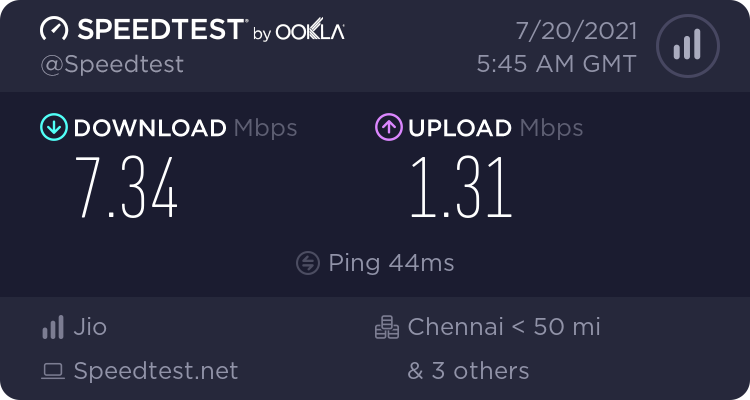 SPEEDTEST by OOKLA
7/20/2021
@Speedtest
5:45 AM GMT
DOWNLOAD Mbps
7.34
UPLOAD Mbps
1.31
Ping 44ms
Jio
Chennai < 50 mi
Speedtest.net
& 3 others